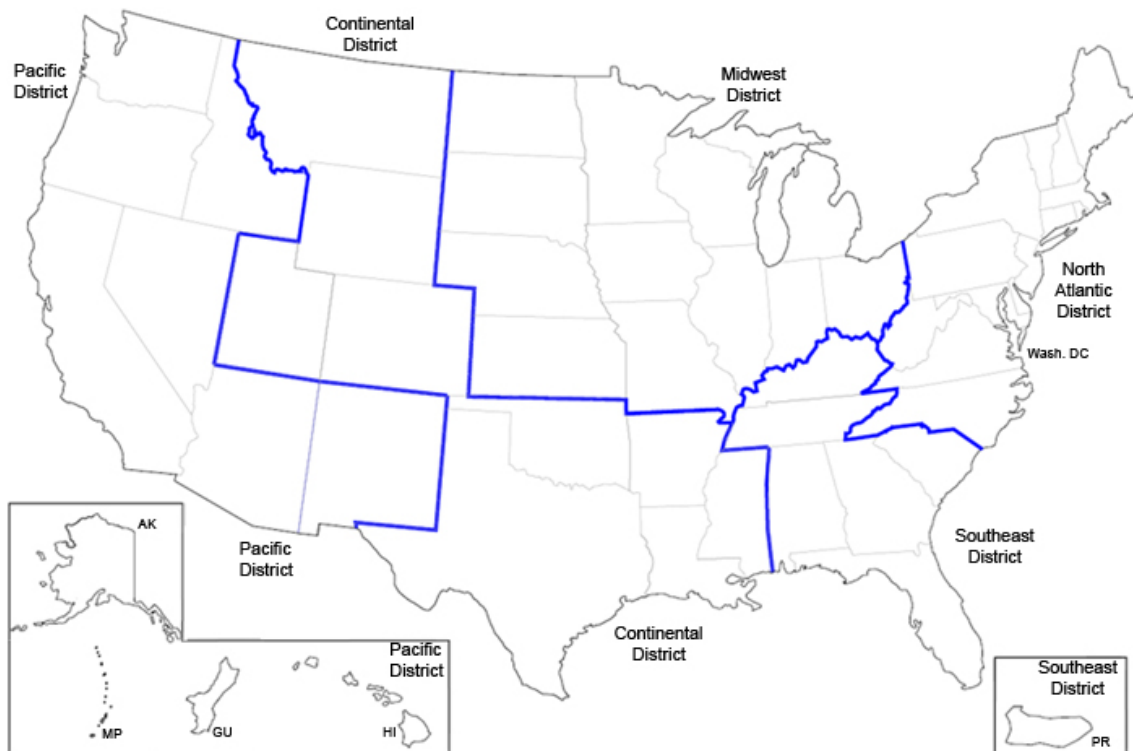 Continental
District
Pacific
District
Midwest
District
North
Atlantic
District
Wash. DC
AK
Pacific
District
Southeast
District
Continental
District
Pacific
District
MP
GU
HI
Southeast
District
PR